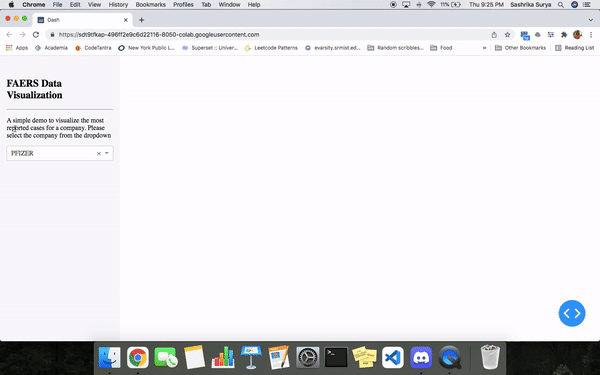 Chrome File Edit View History Bookmarks Profiles Tab Window Help 11% Thu 9:25 PM Sashrika Surya
Dash
https://sdt9tfkap-496ff2e9c6d22116-8050-colab.googleusercontent.com
Apps Academia CodeTantra New York Public L... Superset :: Univer... Leetcode Patterns evarsity.srmist.ed... Random scribbles... Food » Other Bookmarks Reading List
FAERS Data
Visualization
A simple demo to visualize the most
reported cases for a company. Please
select the company from the dropdown
PFIZER